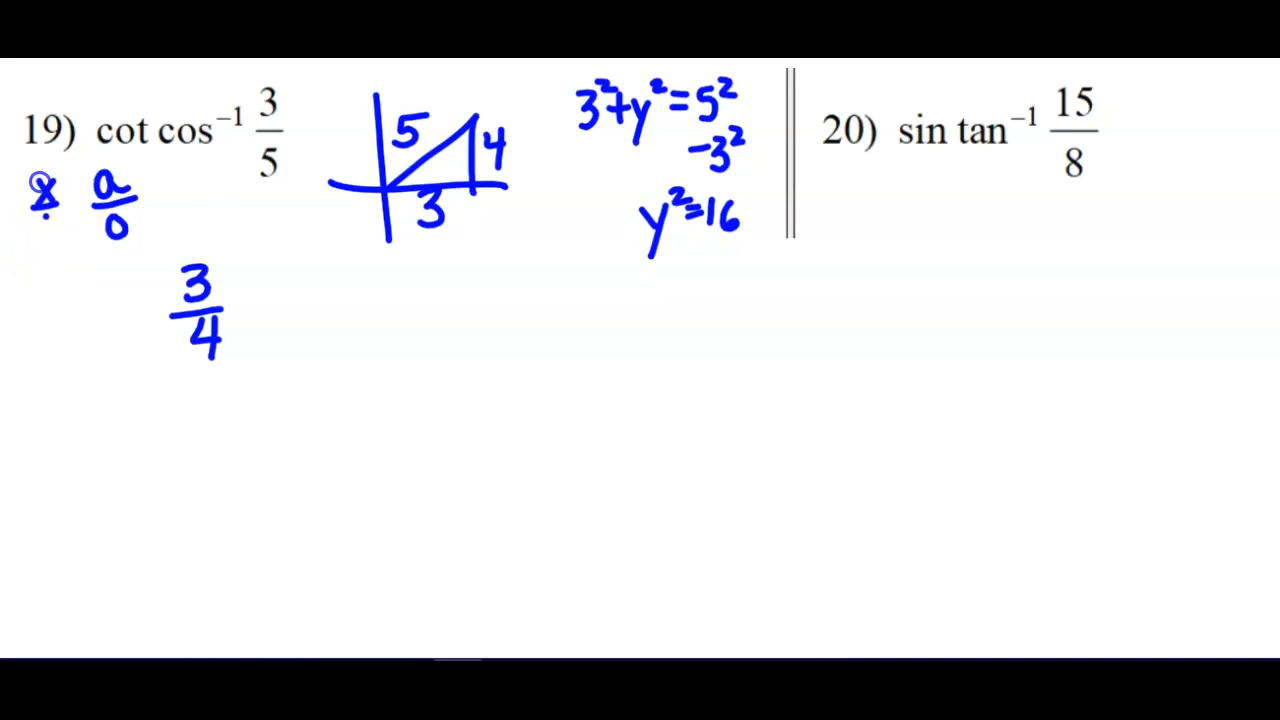 19) cot cos⁻¹ 3/5
a/o
3/4
5
4
3
3²+y²=5²
-3²
y²=16
20) sin tan⁻¹ 15/8